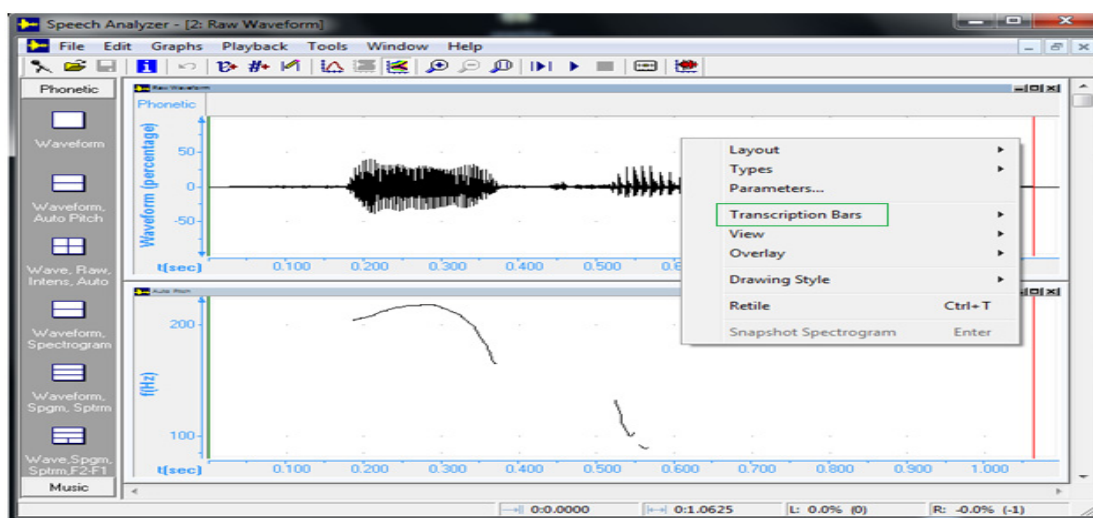 Speech Analyzer - [2: Raw Waveform]
File Edit Graphs Playback Tools Window Help
Phonetic
Waveform
Waveform,
Auto Pitch
Wave, Raw,
Intens, Auto
Waveform,
Spectrogram
Waveform,
Spgm, Sptrm
Wave,Spgm,
Sptrm,F2-F1
Music
Raw Waveform
Phonetic
Waveform (percentage)
50
0
-50
t(sec) 0.100 0.200 0.300 0.400 0.500
Layout
Types
Parameters...
Transcription Bars
View
Overlay
Drawing Style
Retile Ctrl+T
Snapshot Spectrogram Enter
Auto Pitch
f(Hz)
200
100
t(sec) 0.100 0.200 0.300 0.400 0.500 0.600 0.700 0.800 0.900 1.000
0:0.0000 0:1.0625 L: 0.0% (0) R: -0.0% (-1)